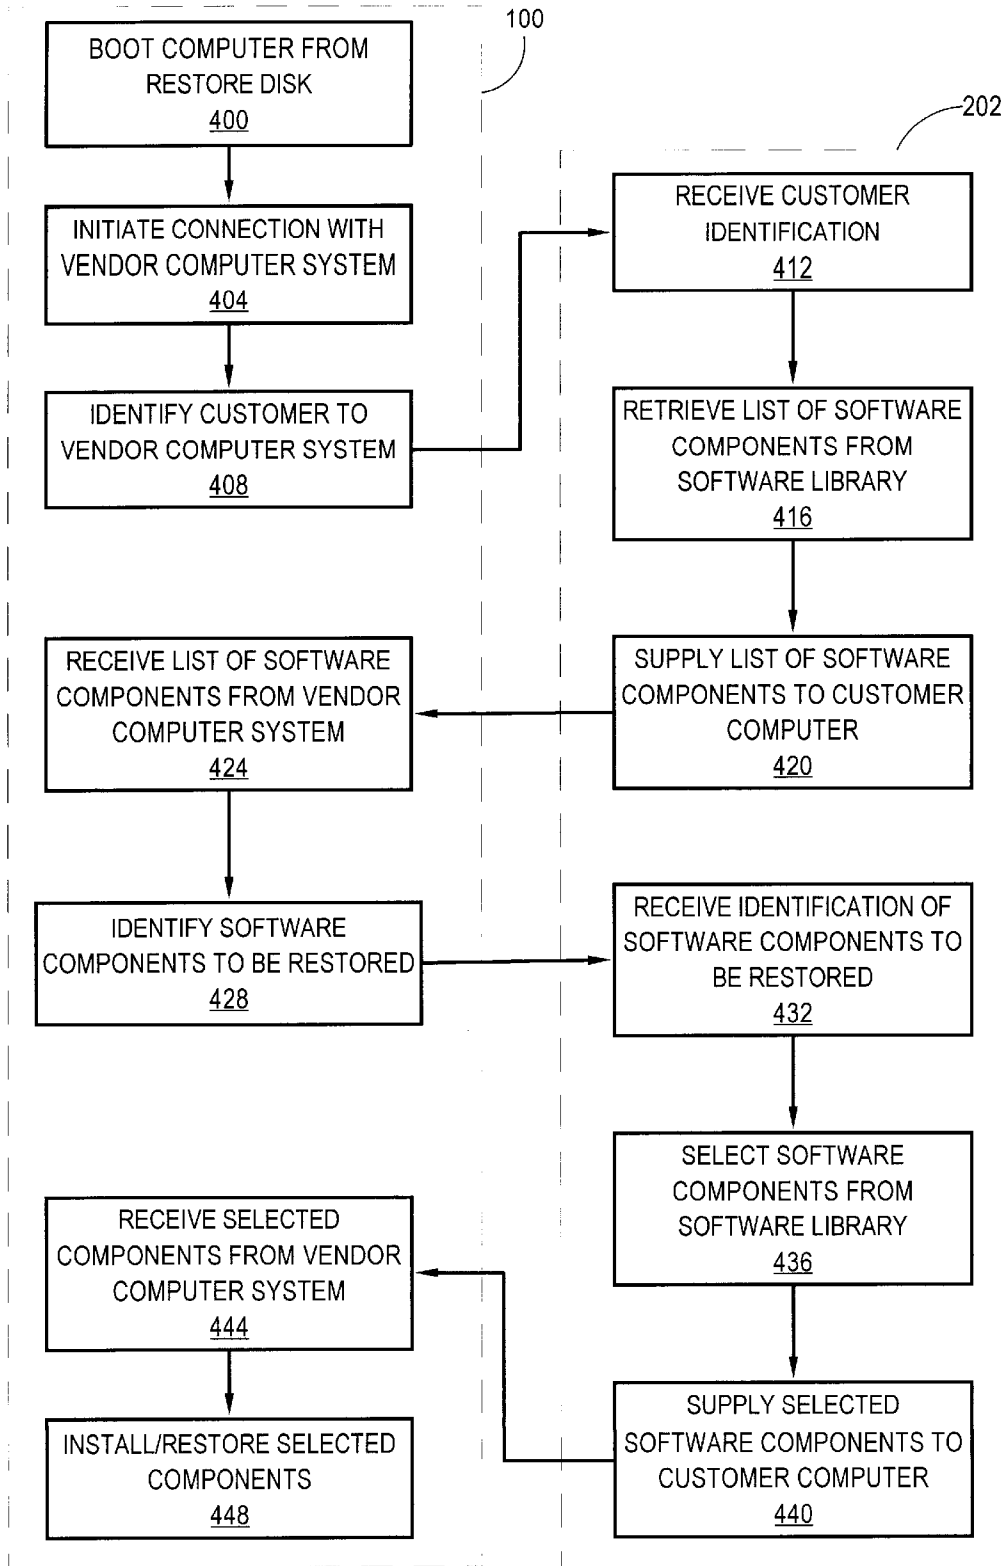 100
BOOT COMPUTER FROM
RESTORE DISK
400
202
INITIATE CONNECTION WITH
VENDOR COMPUTER SYSTEM
404
RECEIVE CUSTOMER
IDENTIFICATION
412
IDENTIFY CUSTOMER TO
VENDOR COMPUTER SYSTEM
408
RETRIEVE LIST OF SOFTWARE
COMPONENTS FROM
SOFTWARE LIBRARY
416
RECEIVE LIST OF SOFTWARE
COMPONENTS FROM VENDOR
COMPUTER SYSTEM
424
SUPPLY LIST OF SOFTWARE
COMPONENTS TO CUSTOMER
COMPUTER
420
IDENTIFY SOFTWARE
COMPONENTS TO BE RESTORED
428
RECEIVE IDENTIFICATION OF
SOFTWARE COMPONENTS TO
BE RESTORED
432
SELECT SOFTWARE
COMPONENTS FROM
SOFTWARE LIBRARY
436
RECEIVE SELECTED
COMPONENTS FROM VENDOR
COMPUTER SYSTEM
444
SUPPLY SELECTED
SOFTWARE COMPONENTS TO
CUSTOMER COMPUTER
440
INSTALL/RESTORE SELECTED
COMPONENTS
448